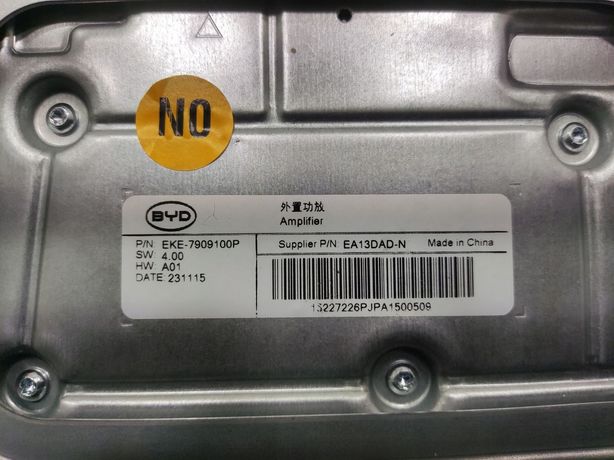 NO
BYD
外置功放
Amplifier
P/N: EKE-7909100P
SW: 4.00
HW: A01
DATE: 231115
Supplier P/N: EA13DAD-N Made in China
13227226PJPA1500509